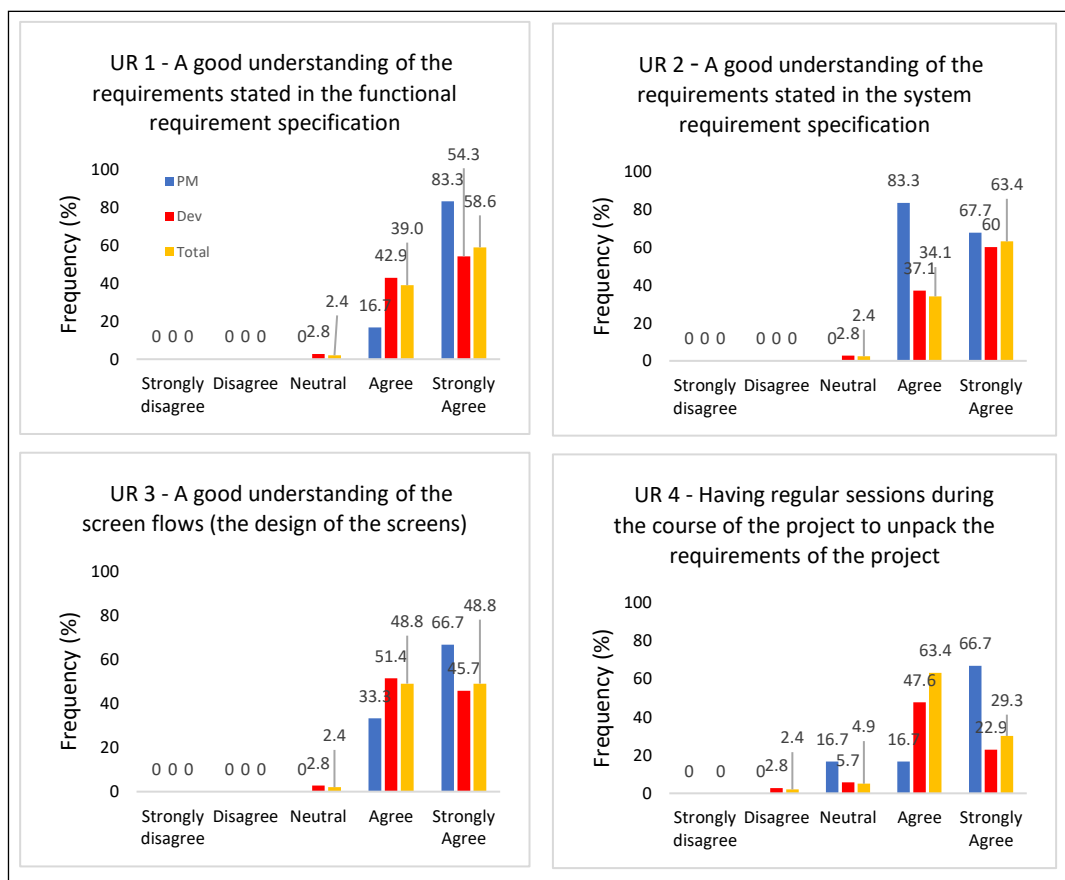 UR 1 - A good understanding of the
requirements stated in the functional
requirement specification
Frequency (%)
100
80
60
40
20
0
PM
Dev
Total
0 0 0
0 0 0
0 2.8 2.4
16.7 42.9 39.0
83.3 54.3 58.6
Strongly disagree
Disagree
Neutral
Agree
Strongly Agree
UR 2 - A good understanding of the
requirements stated in the system
requirement specification
Frequency (%)
100
80
60
40
20
0
0 0 0
0 0 0
0 2.8 2.4
83.3 37.1 34.1
67.7 60 63.4
Strongly disagree
Disagree
Neutral
Agree
Strongly Agree
UR 3 - A good understanding of the
screen flows (the design of the screens)
Frequency (%)
100
80
60
40
20
0
0 0 0
0 0 0
0 2.8 2.4
33.3 51.4 48.8
66.7 45.7 48.8
Strongly disagree
Disagree
Neutral
Agree
Strongly Agree
UR 4 - Having regular sessions during
the course of the project to unpack the
requirements of the project
Frequency (%)
100
80
60
40
20
0
0 0
0 2.8 2.4
16.7 5.7 4.9
16.7 47.6 63.4
66.7 22.9 29.3
Strongly disagree
Disagree
Neutral
Agree
Strongly Agree